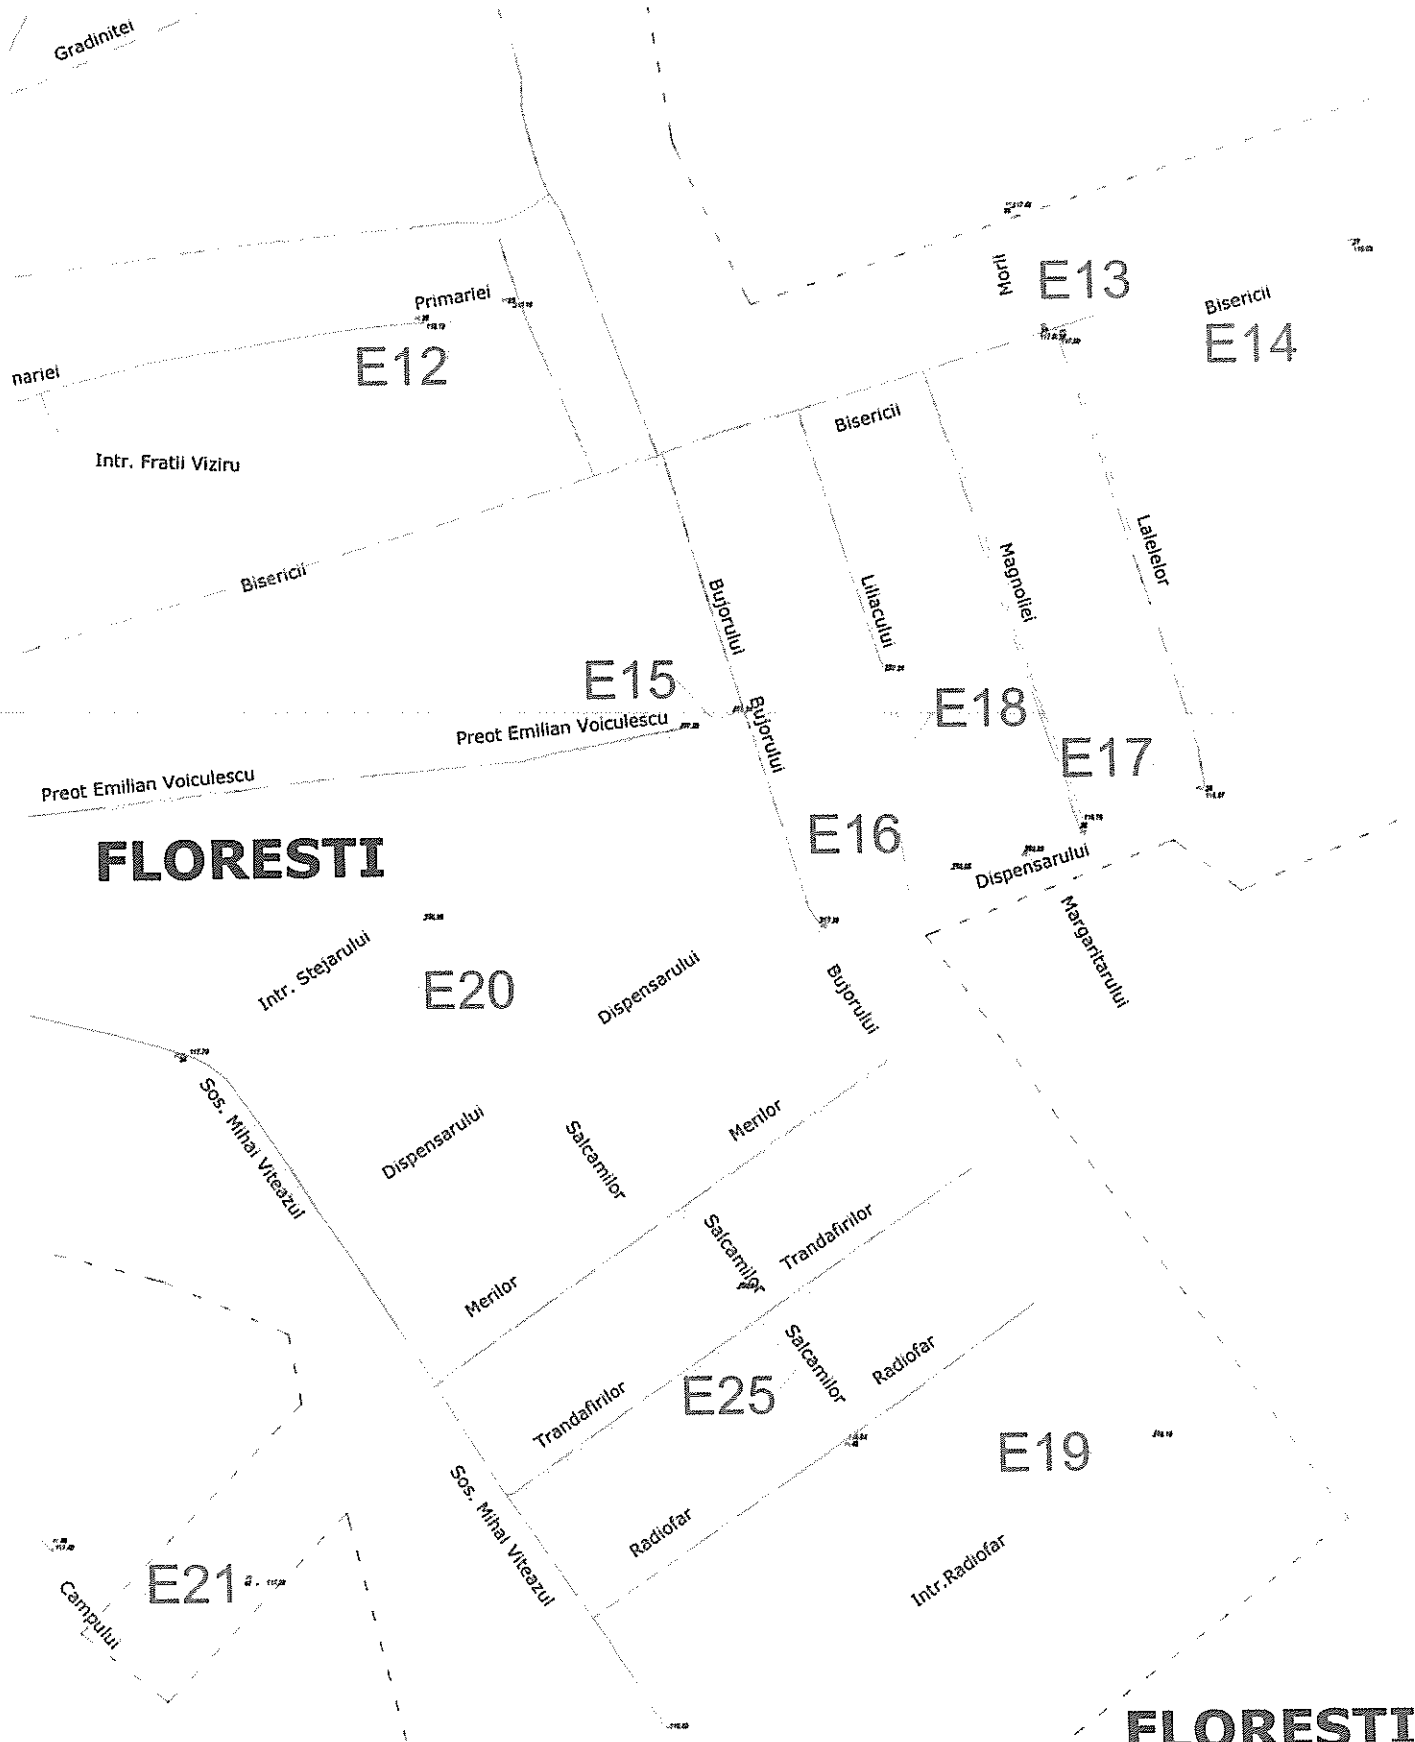 Gradinitei
Morii
E13
Primariei
Bisericii
E14
E12
nariei
Bisericii
Intr. Fratii Viziru
Lalelelor
Magnoliei
Bisericii
Liliacului
Bujorului
E15
E18
Bujorului
Preot Emilian Voiculescu
E17
Preot Emilian Voiculescu
E16
FLORESTI
Dispensarului
Margaritarului
Intr. Stejarului
E20
Dispensarului
Bujorului
Sos. Mihai Viteazul
Dispensarului
Salcamilor
Merilor
Salcamilor
Trandafirilor
Merilor
Salcamilor
Radiofar
E25
Trandafirilor
E19
Sos. Mihai Viteazul
Radiofar
Intr.Radiofar
E21
Campului
FLORESTI